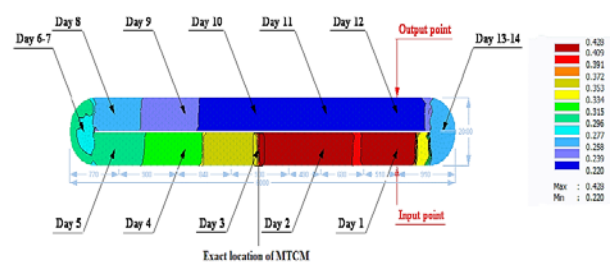 Day 8
Day 9
Day 10
Day 11
Day 12
Output point
Day 6-7
Day 13-14
2000
Day 5
Day 4
Day 3
Day 2
Day 1
Input point
Exact location of MTCM
0.428
0.409
0.391
0.372
0.353
0.334
0.315
0.296
0.277
0.258
0.239
0.220
Max : 0.428
Min : 0.220